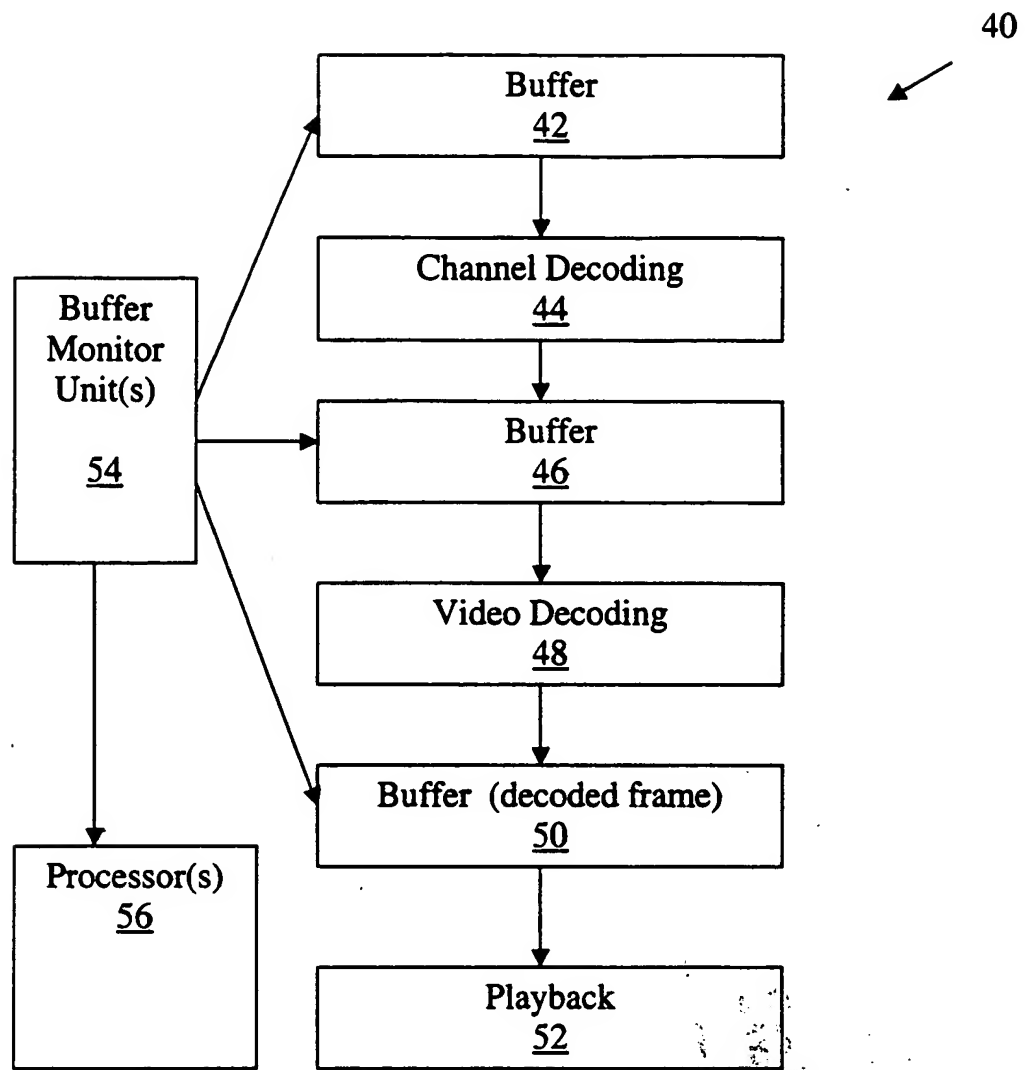 40
Buffer
42
Channel Decoding
44
Buffer
Monitor
Unit(s)
54
Buffer
46
Video Decoding
48
Buffer (decoded frame)
50
Processor(s)
56
Playback
52